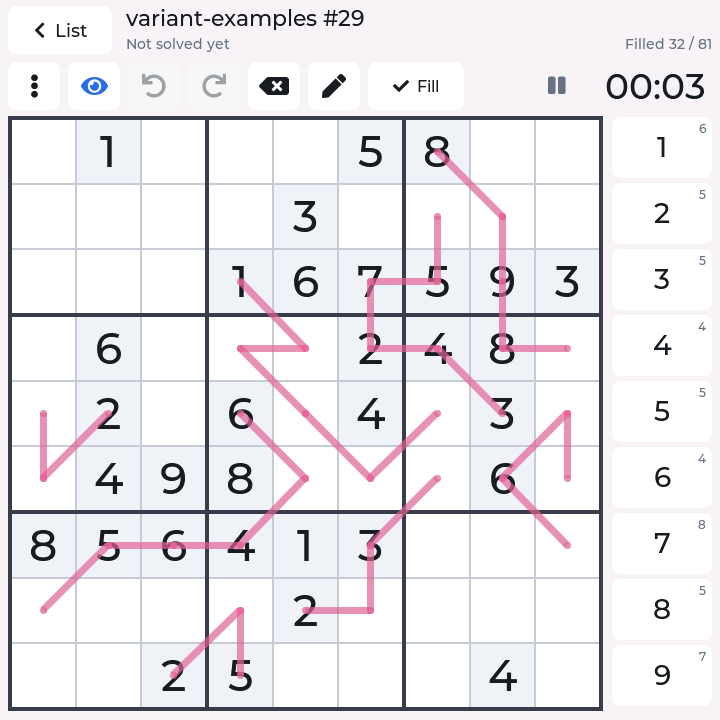 List
variant-examples #29
Not solved yet
Filled 32 / 81
Fill
00:03
1 5 8
3
1 6 7 5 9 3
6 2 4 8
2 6 4 3
4 9 8 6
8 5 6 4 1 3
2
2 5 4
1 6
2 5
3 5
4 4
5 5
6 4
7 8
8 5
9 7